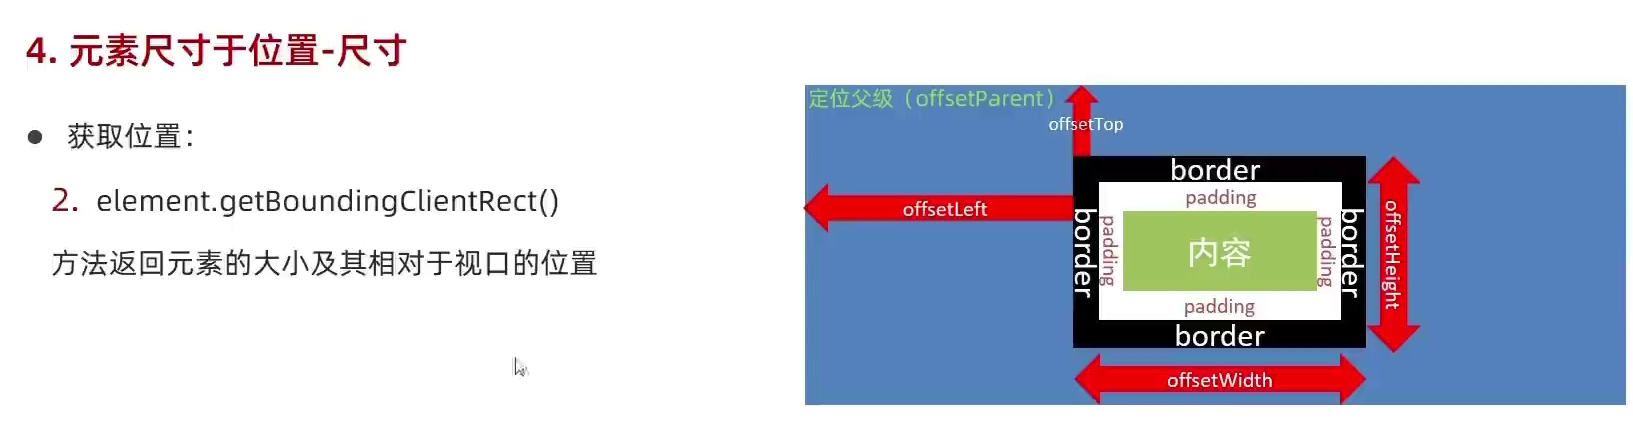 4. 元素尺寸于位置-尺寸
● 获取位置：
2. element.getBoundingClientRect()
方法返回元素的大小及其相对于视口的位置
定位父级（offsetParent）
offsetTop
border
padding
offsetLeft
border
padding
内容
padding
border
offsetHeight
padding
border
offsetWidth